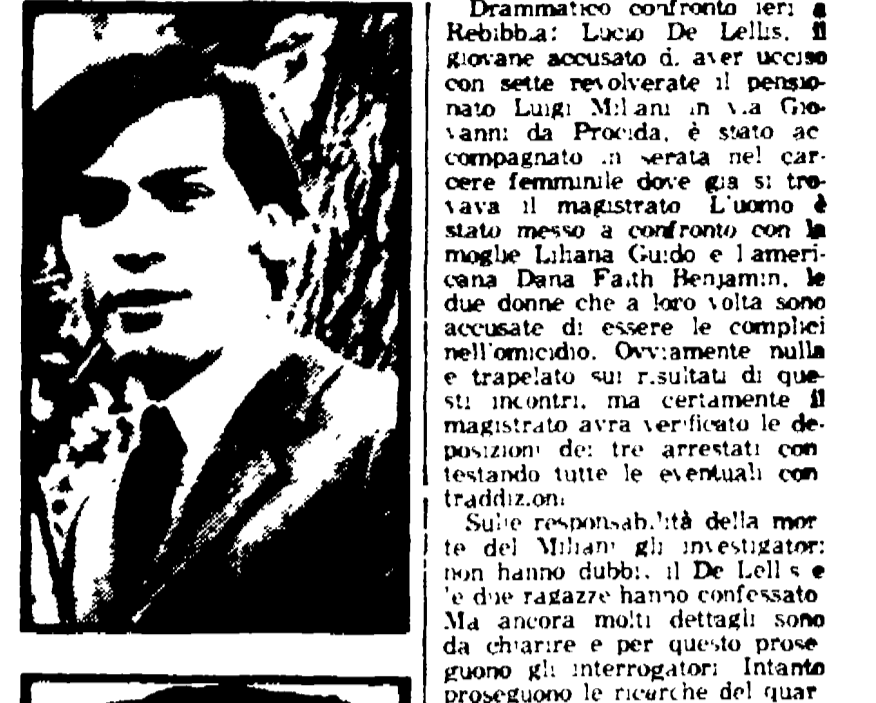 Drammatico confronto ieri a
Rebibbia: Lucio De Lellis, il
giovane accusato di aver ucciso
con sette revolverate il pensio-
nato Luigi Milani in via Gio-
vanni da Procida, è stato ac
compagnato in serata nel car-
cere femminile dove gia si tro-
vava il magistrato L'uomo è
stato messo a confronto con la
moglie Liliana Guido e l ameri-
cana Dana Faith Benjamin, le
due donne che a loro volta sono
accusate di essere le complici
nell'omicidio. Ovviamente nulla
e trapelato sui risultati di que-
sti incontri, ma certamente il
magistrato avra verificato le de-
posizioni dei tre arrestati con
testando tutte le eventuali con
traddizioni
Sulle responsabilità della mor
te del Miliani gli investigatori
non hanno dubbi, il De Lellis e
le due ragazze hanno confessato
Ma ancora molti dettagli sono
da chiarire e per questo prose
guono gli interrogatori Intanto
proseguono le ricerche del quar